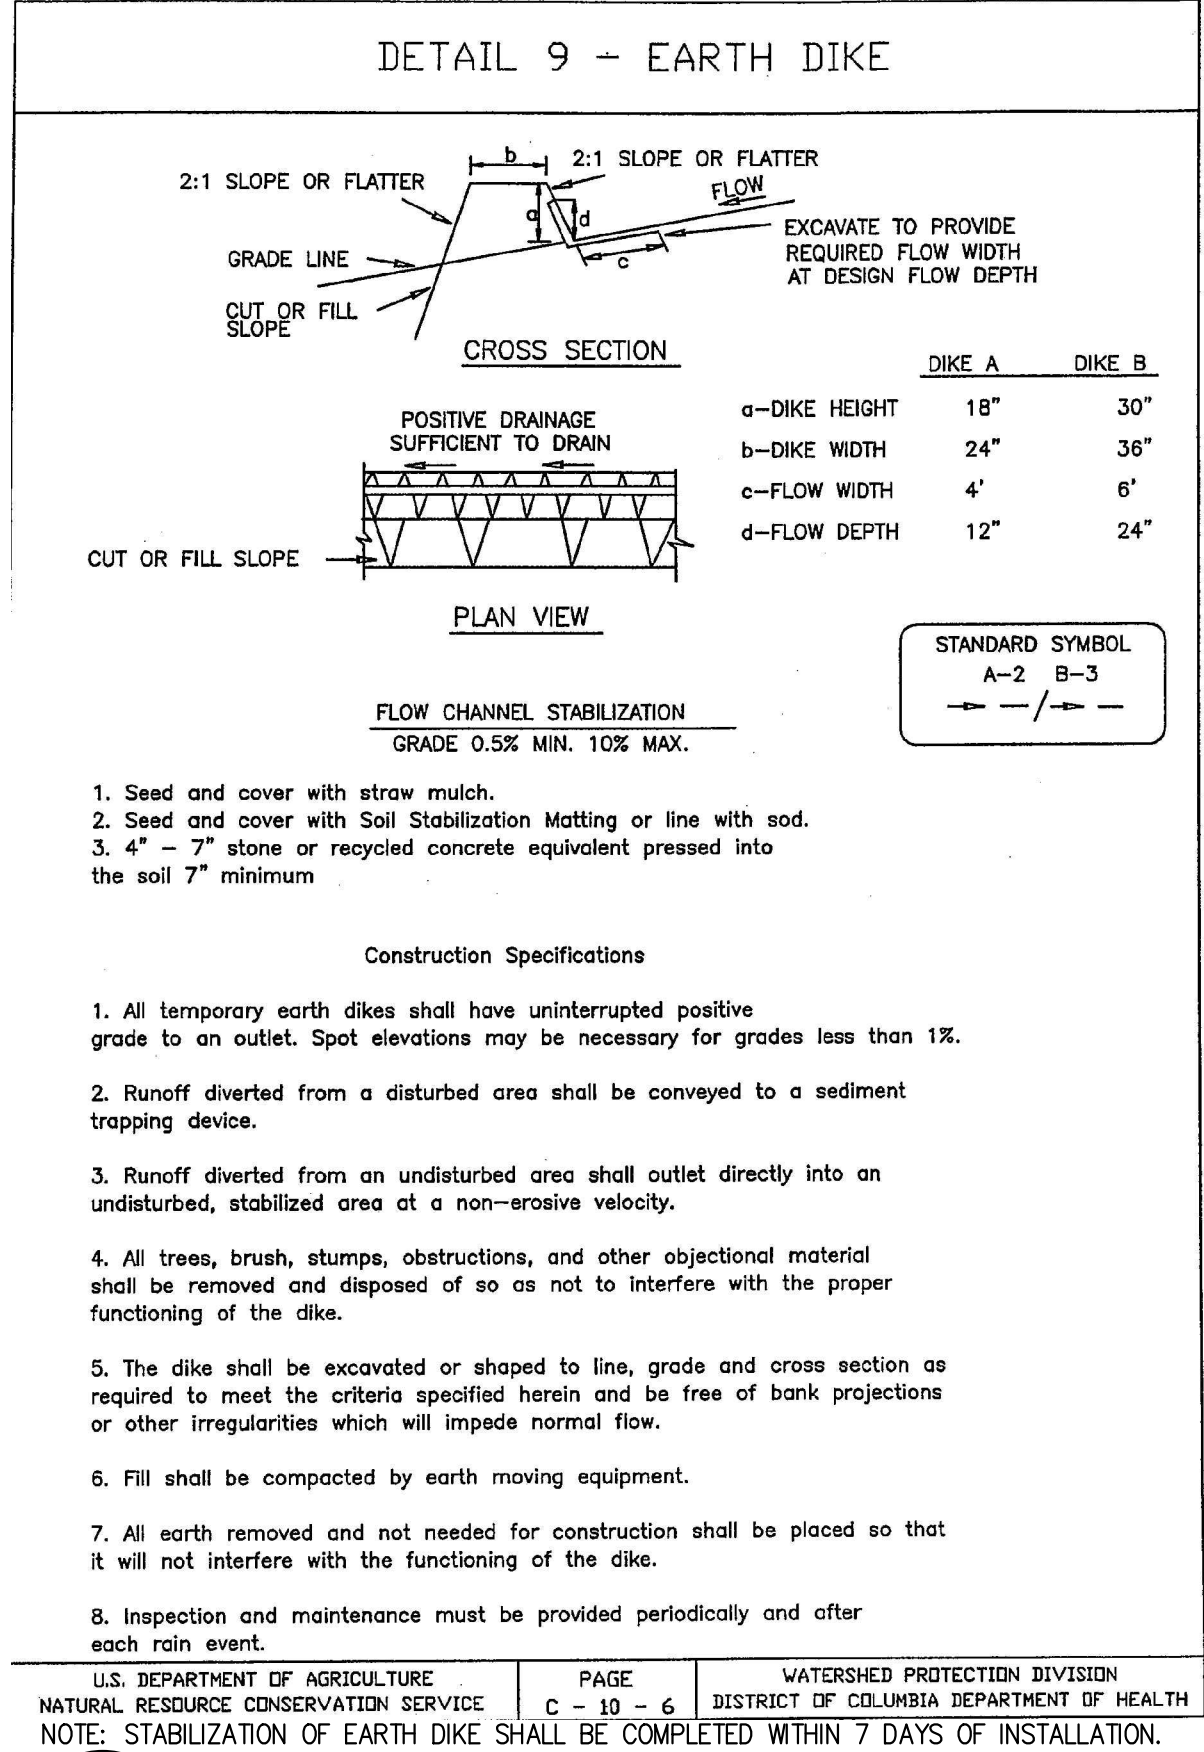 DETAIL 9 – EARTH DIKE
b
2:1 SLOPE OR FLATTER
2:1 SLOPE OR FLATTER
FLOW
a
d
EXCAVATE TO PROVIDE
REQUIRED FLOW WIDTH
AT DESIGN FLOW DEPTH
GRADE LINE
c
CUT OR FILL
SLOPE
CROSS SECTION
DIKE A DIKE B
a–DIKE HEIGHT 18" 30"
b–DIKE WIDTH 24" 36"
c–FLOW WIDTH 4' 6'
d–FLOW DEPTH 12" 24"
POSITIVE DRAINAGE
SUFFICIENT TO DRAIN
CUT OR FILL SLOPE
PLAN VIEW
STANDARD SYMBOL
A–2 B–3
FLOW CHANNEL STABILIZATION
GRADE 0.5% MIN. 10% MAX.
1. Seed and cover with straw mulch.
2. Seed and cover with Soil Stabilization Matting or line with sod.
3. 4" – 7" stone or recycled concrete equivalent pressed into
the soil 7" minimum
Construction Specifications
1. All temporary earth dikes shall have uninterrupted positive
grade to an outlet. Spot elevations may be necessary for grades less than 1%.
2. Runoff diverted from a disturbed area shall be conveyed to a sediment
trapping device.
3. Runoff diverted from an undisturbed area shall outlet directly into an
undisturbed, stabilized area at a non–erosive velocity.
4. All trees, brush, stumps, obstructions, and other objectional material
shall be removed and disposed of so as not to interfere with the proper
functioning of the dike.
5. The dike shall be excavated or shaped to line, grade and cross section as
required to meet the criteria specified herein and be free of bank projections
or other irregularities which will impede normal flow.
6. Fill shall be compacted by earth moving equipment.
7. All earth removed and not needed for construction shall be placed so that
it will not interfere with the functioning of the dike.
8. Inspection and maintenance must be provided periodically and after
each rain event.
U.S. DEPARTMENT OF AGRICULTURE
NATURAL RESOURCE CONSERVATION SERVICE
PAGE
C – 10 – 6
WATERSHED PROTECTION DIVISION
DISTRICT OF COLUMBIA DEPARTMENT OF HEALTH
NOTE: STABILIZATION OF EARTH DIKE SHALL BE COMPLETED WITHIN 7 DAYS OF INSTALLATION.